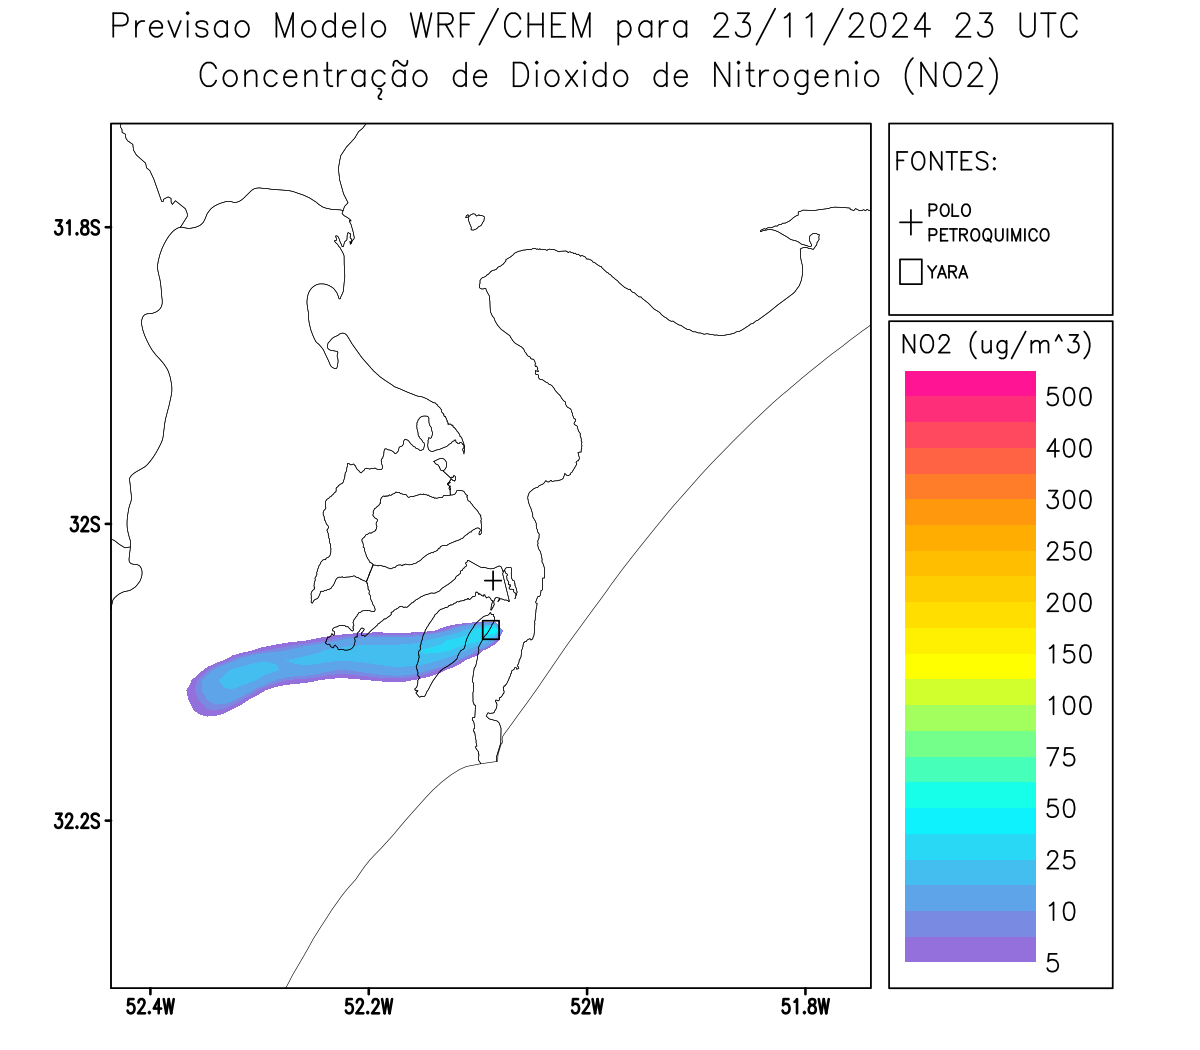 Previsao Modelo WRF/CHEM para 23/11/2024 23 UTC
Concentração de Dioxido de Nitrogenio (NO2)
FONTES:
POLO
PETROQUIMICO
YARA
NO2 (ug/m^3)
500
400
300
250
200
150
100
75
50
25
10
5
31.8S
32S
32.2S
52.4W
52.2W
52W
51.8W